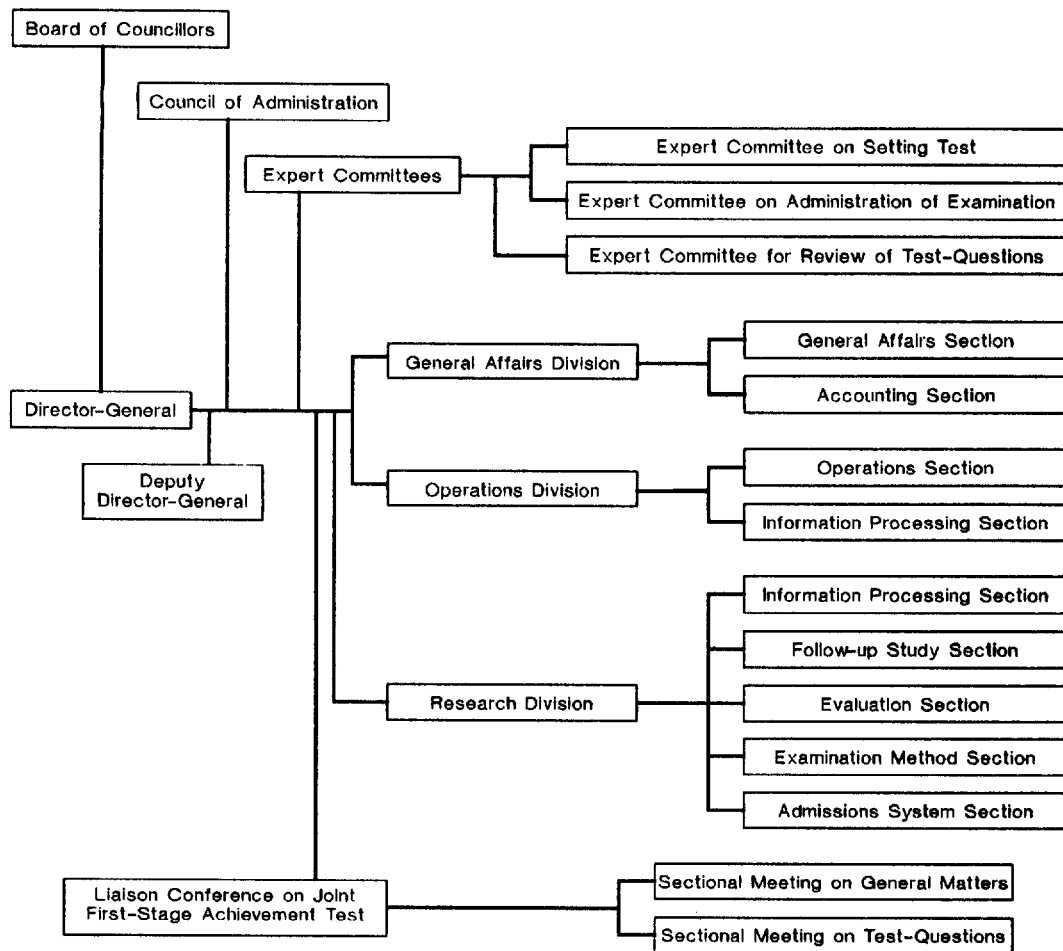 Board of Councillors
Council of Administration
Expert Committees
Expert Committee on Setting Test
Expert Committee on Administration of Examination
Expert Committee for Review of Test-Questions
Director-General
Deputy
Director-General
General Affairs Division
General Affairs Section
Accounting Section
Operations Division
Operations Section
Information Processing Section
Research Division
Information Processing Section
Follow-up Study Section
Evaluation Section
Examination Method Section
Admissions System Section
Liaison Conference on Joint
First-Stage Achievement Test
Sectional Meeting on General Matters
Sectional Meeting on Test-Questions